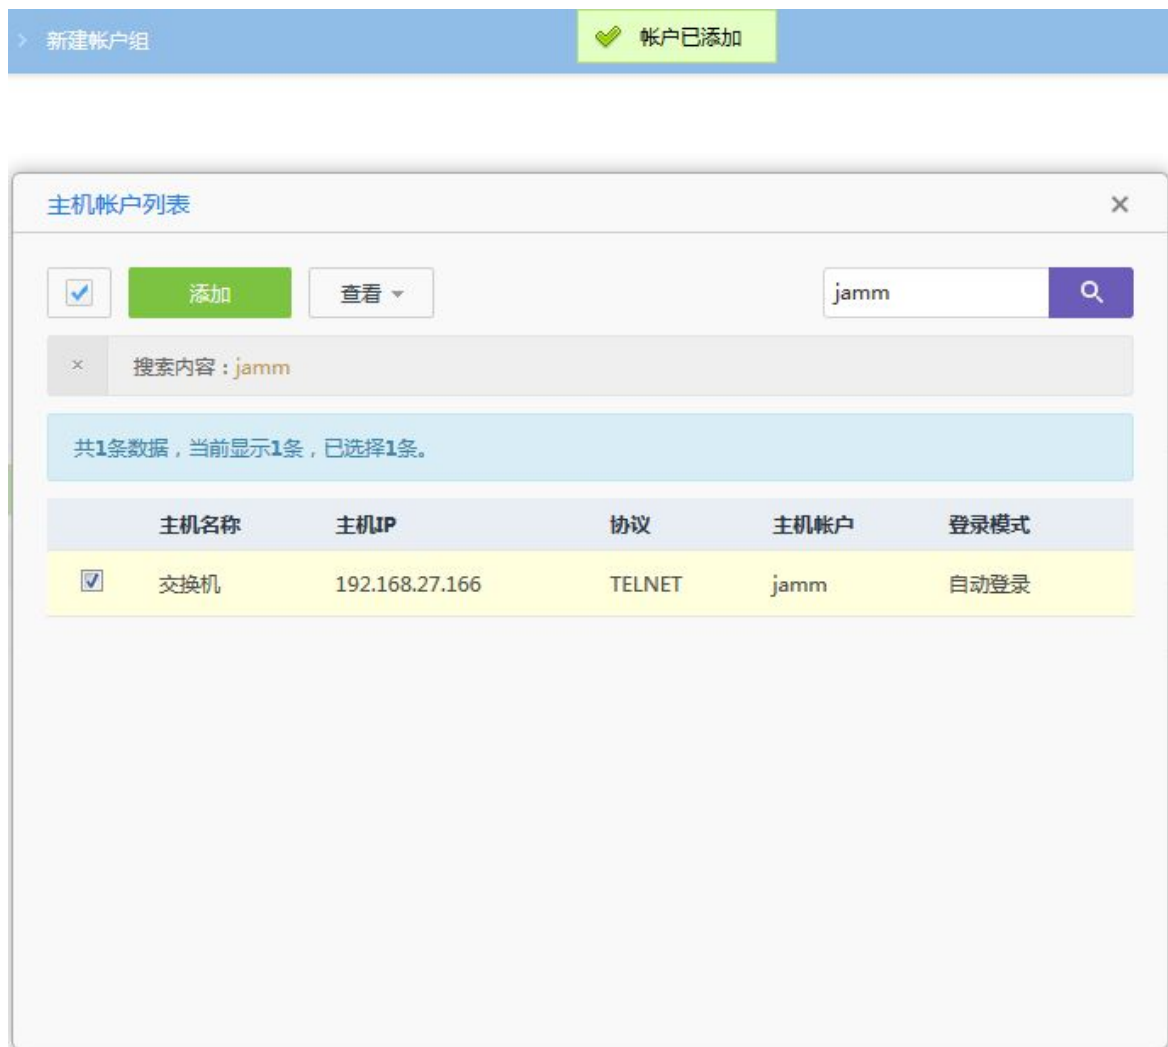 新建帐户组
帐户已添加
主机帐户列表
添加 查看 jamm
搜索内容：jamm
共1条数据，当前显示1条，已选择1条。
主机名称 主机IP 协议 主机帐户 登录模式
交换机 192.168.27.166 TELNET jamm 自动登录